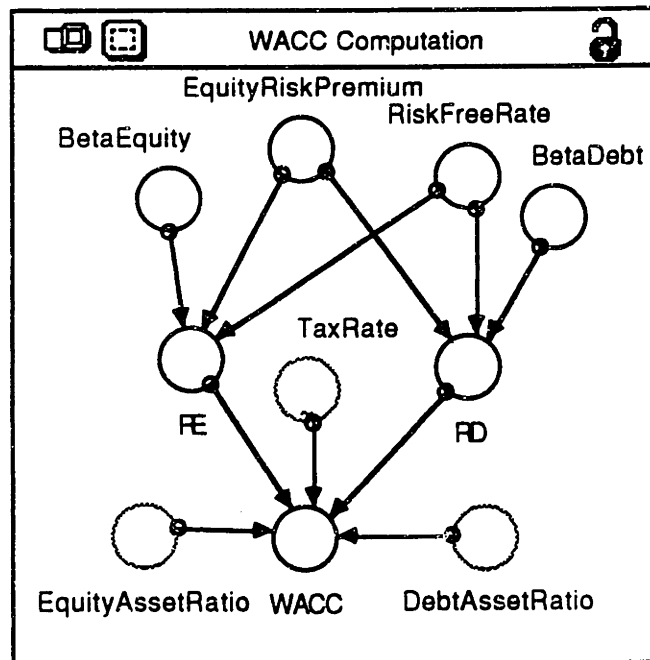 WACC Computation
EquityRiskPremium
RiskFreeRate
BetaEquity
BetaDebt
TaxRate
RE
RD
EquityAssetRatio
WACC
DebtAssetRatio